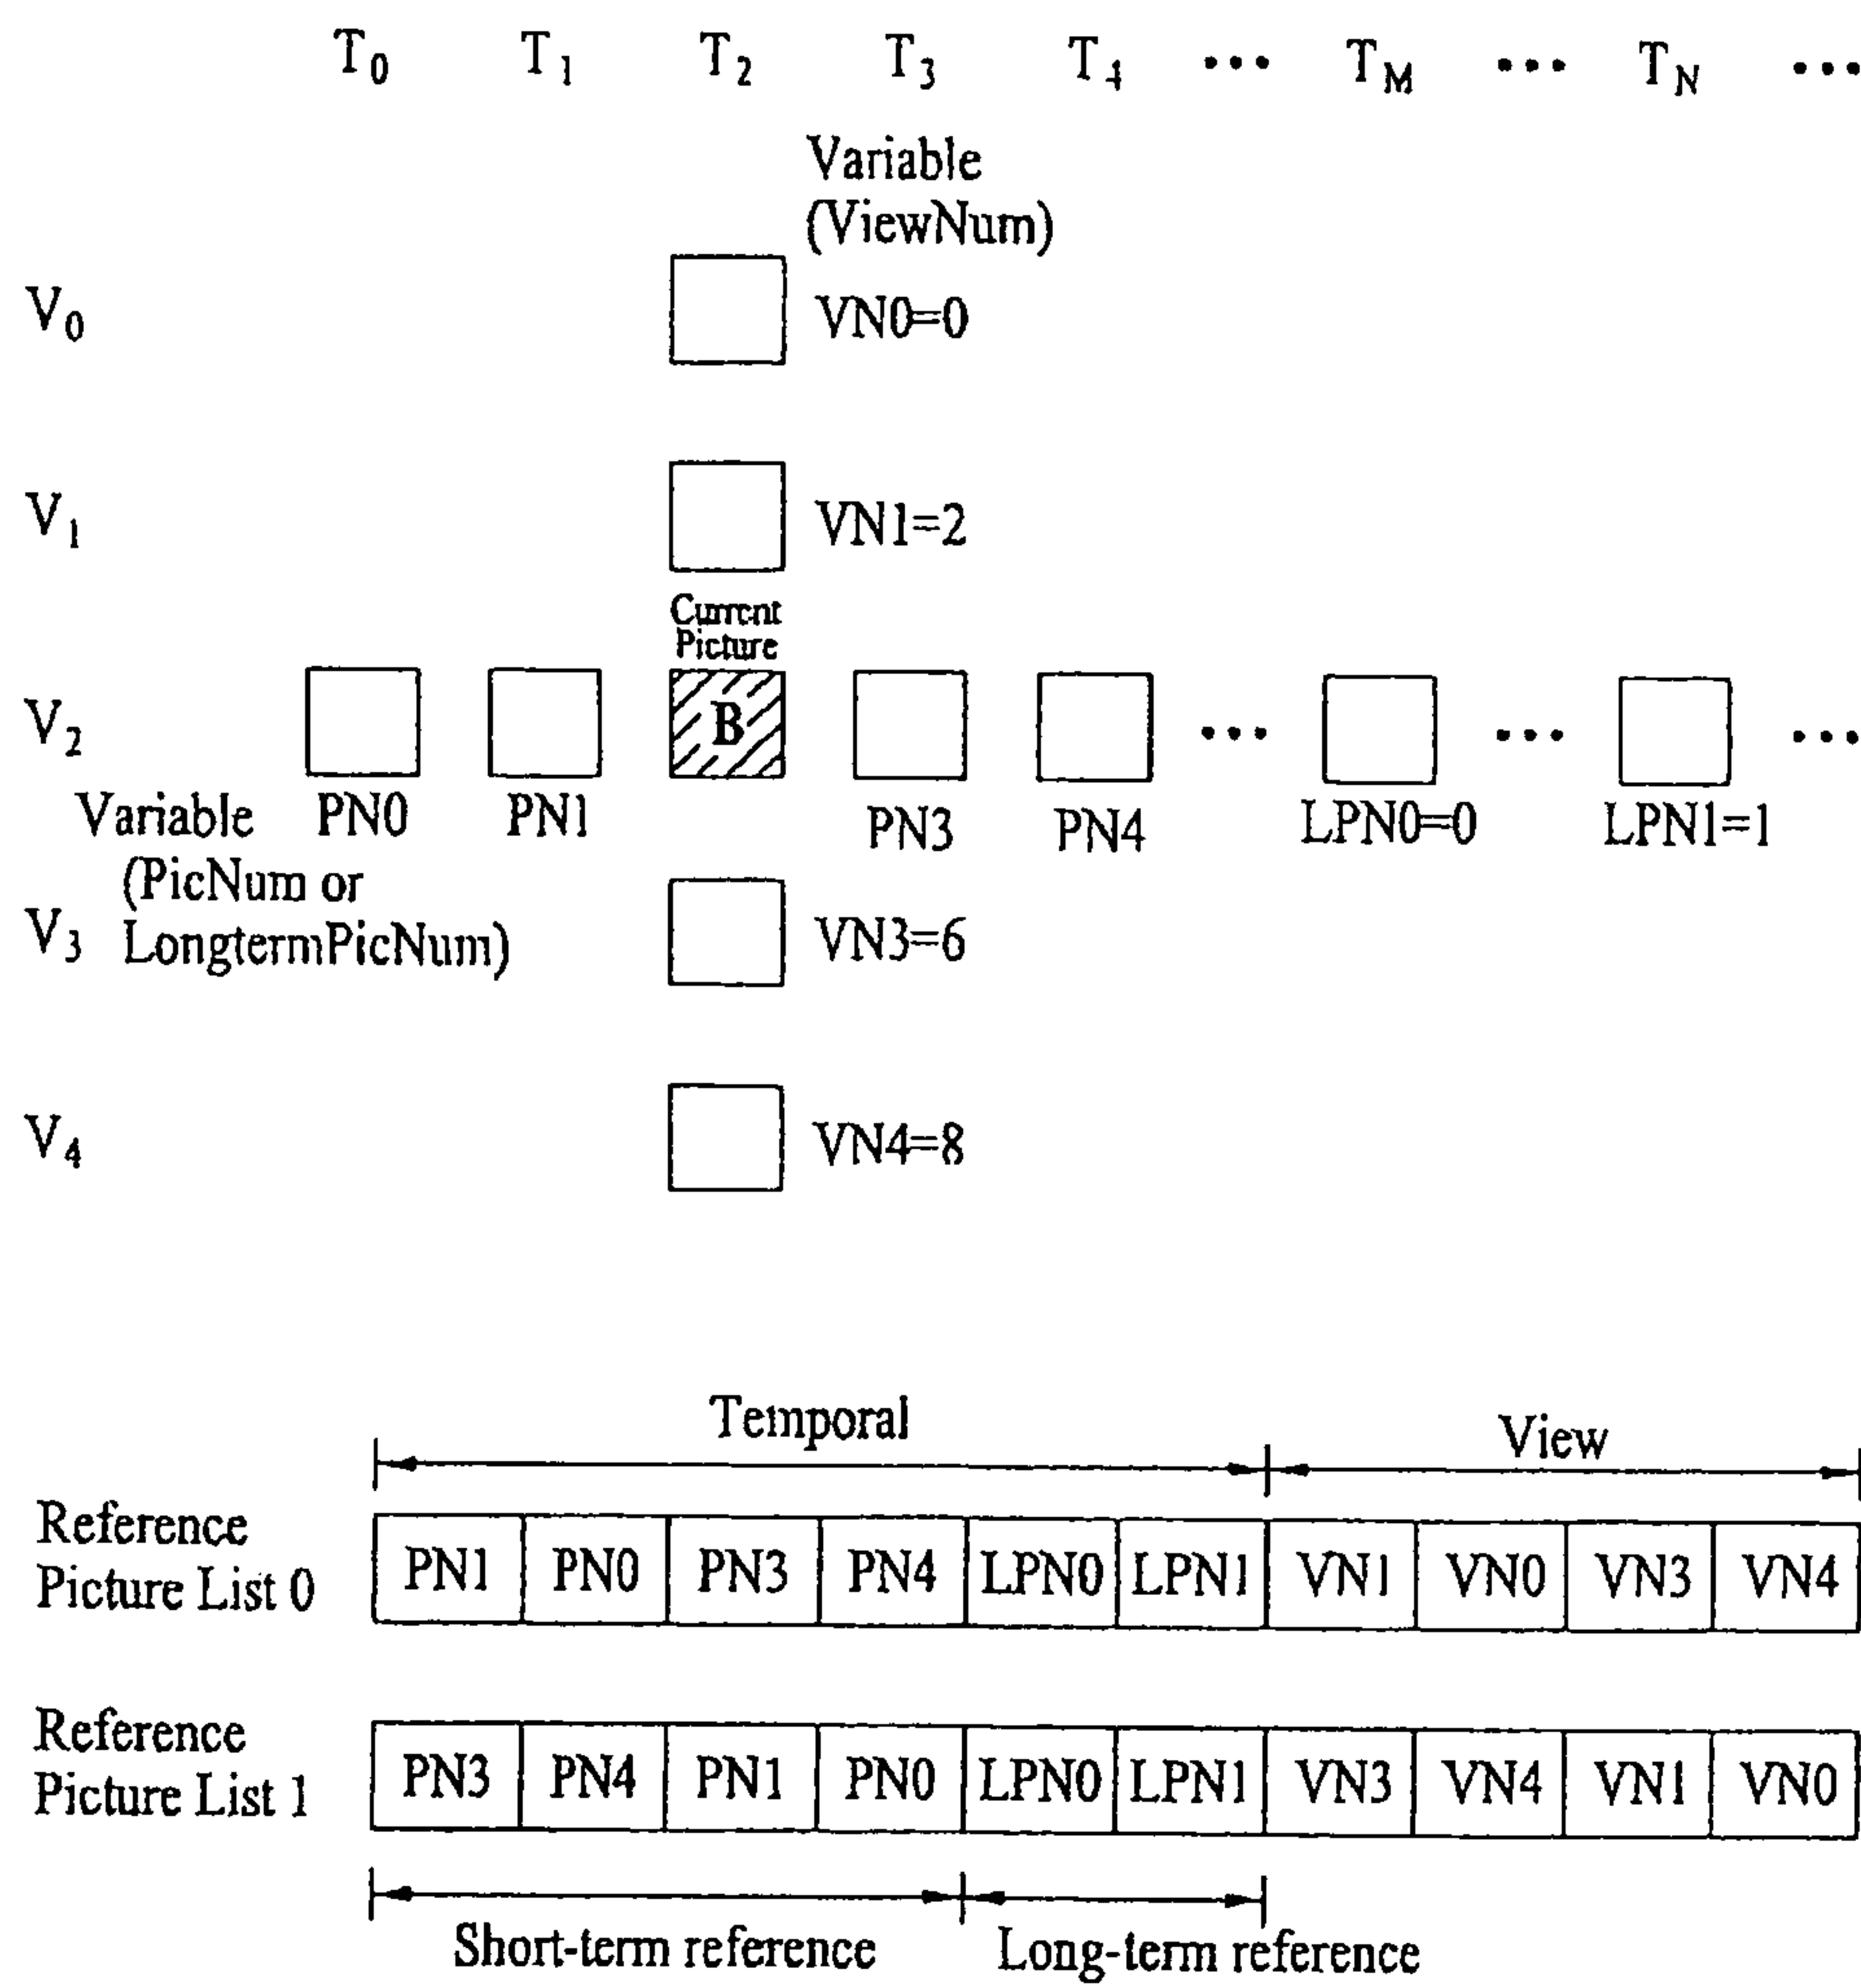 T0 T1 T2 T3 T4 ••• TM ••• TN •••
Variable
(ViewNum)
V0 VN0=0
V1 VN1=2
Current
Picture
V2 B ••• ••• •••
Variable PN0 PN1 PN3 PN4 LPN0=0 LPN1=1
(PicNum or
LongtermPicNum)
V3 VN3=6
V4 VN4=8
Temporal View
Reference
Picture List 0
PN1 PN0 PN3 PN4 LPN0 LPN1 VN1 VN0 VN3 VN4
Reference
Picture List 1
PN3 PN4 PN1 PN0 LPN0 LPN1 VN3 VN4 VN1 VN0
Short-term reference Long-term reference